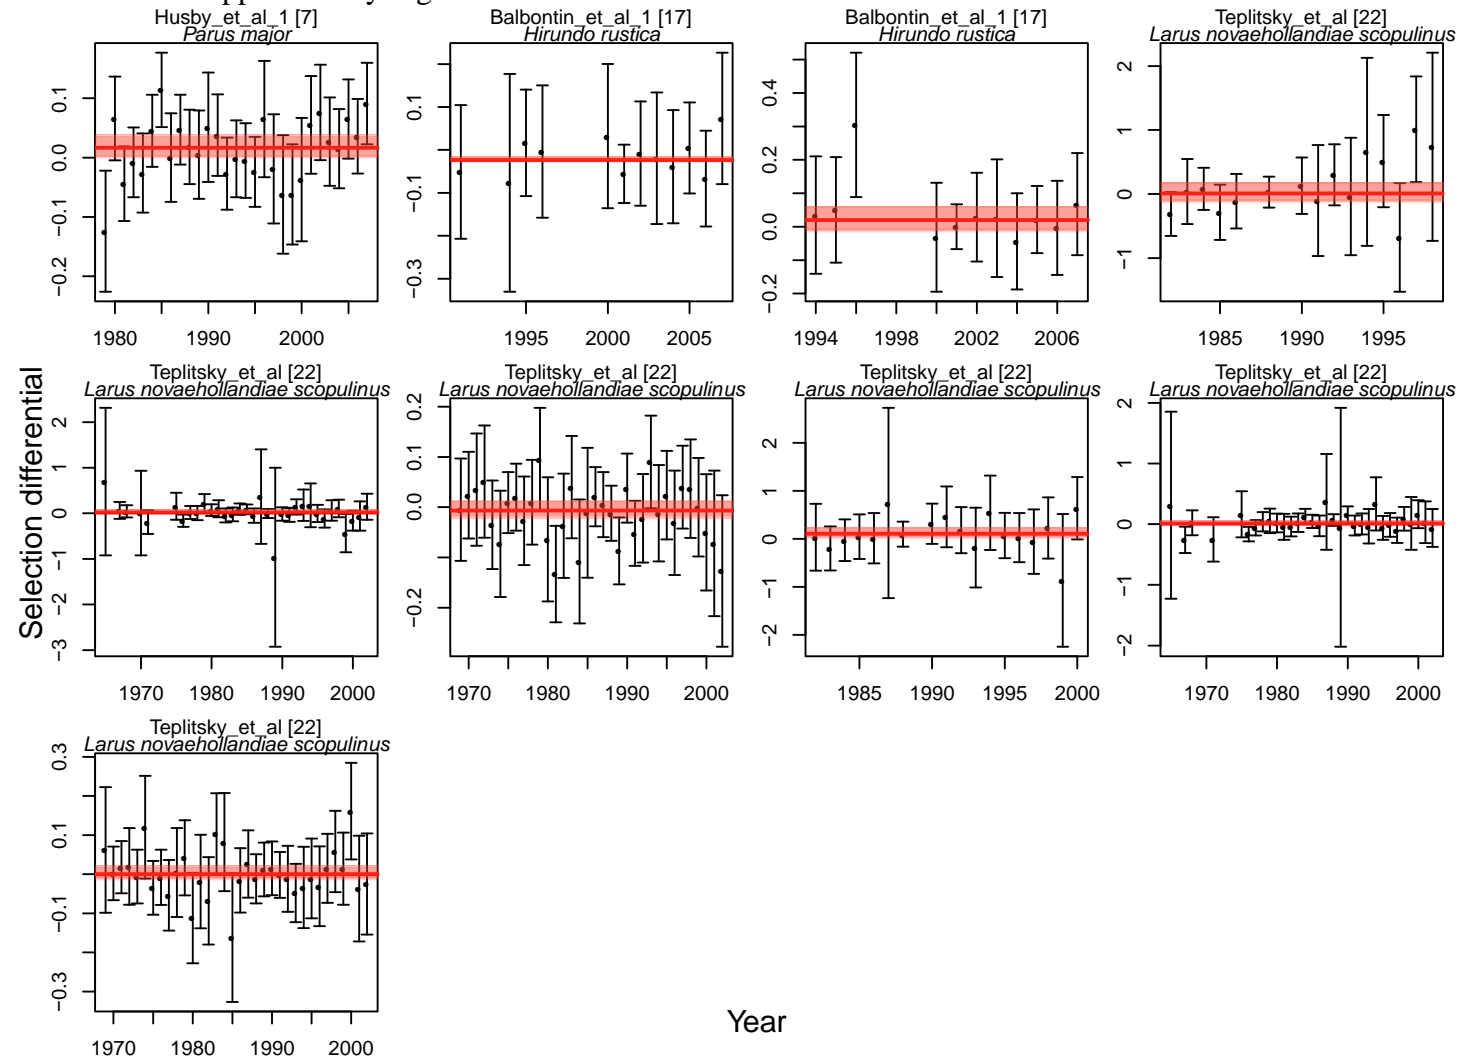 Husby_et_al_1 [7]
Parus major
0.1
0.0
−0.1
−0.2
1980 1990 2000
Balbontin_et_al_1 [17]
Hirundo rustica
0.1
−0.1
−0.3
1995 2000 2005
Balbontin_et_al_1 [17]
Hirundo rustica
0.4
0.2
0.0
−0.2
1994 1998 2002 2006
Teplitsky_et_al [22]
Larus novaehollandiae scopulinus
2
1
0
−1
1985 1990 1995
Selection differential
Teplitsky_et_al [22]
Larus novaehollandiae scopulinus
2
1
0
−1
−2
−3
1970 1980 1990 2000
Teplitsky_et_al [22]
Larus novaehollandiae scopulinus
0.2
0.1
0.0
−0.2
1970 1980 1990 2000
Teplitsky_et_al [22]
Larus novaehollandiae scopulinus
2
1
0
−1
−2
1985 1990 1995 2000
Teplitsky_et_al [22]
Larus novaehollandiae scopulinus
2
1
0
−1
−2
1970 1980 1990 2000
Teplitsky_et_al [22]
Larus novaehollandiae scopulinus
0.3
0.1
−0.1
−0.3
1970 1980 1990 2000
Year